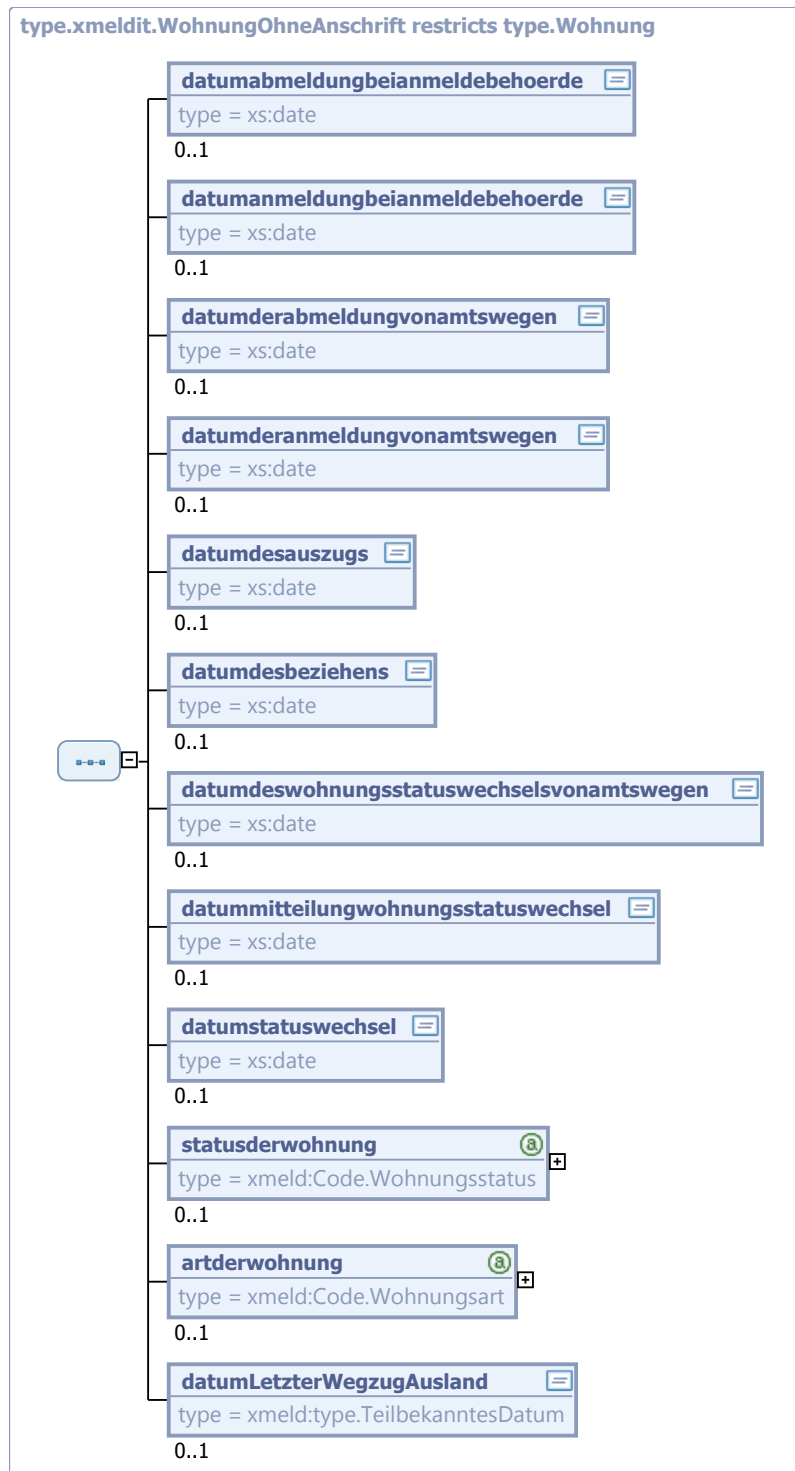 type.xmeldit.WohnungOhneAnschrift restricts type.Wohnung
datumabmeldungbeianmeldebehoerde
type = xs:date
0..1
datumanmeldungbeianmeldebehoerde
type = xs:date
0..1
datumderabmeldungvonamtswegen
type = xs:date
0..1
datumderanmeldungvonamtswegen
type = xs:date
0..1
datumdesauszugs
type = xs:date
0..1
datumdesbeziehens
type = xs:date
0..1
datumdeswohnungsstatuswechselsvonamtswegen
type = xs:date
0..1
datummitteilungwohnungsstatuswechsel
type = xs:date
0..1
datumstatuswechsel
type = xs:date
0..1
statusderwohnung
type = xmeld:Code.Wohnungsstatus
0..1
artderwohnung
type = xmeld:Code.Wohnungsart
0..1
datumLetzterWegzugAusland
type = xmeld:type.TeilbekanntesDatum
0..1